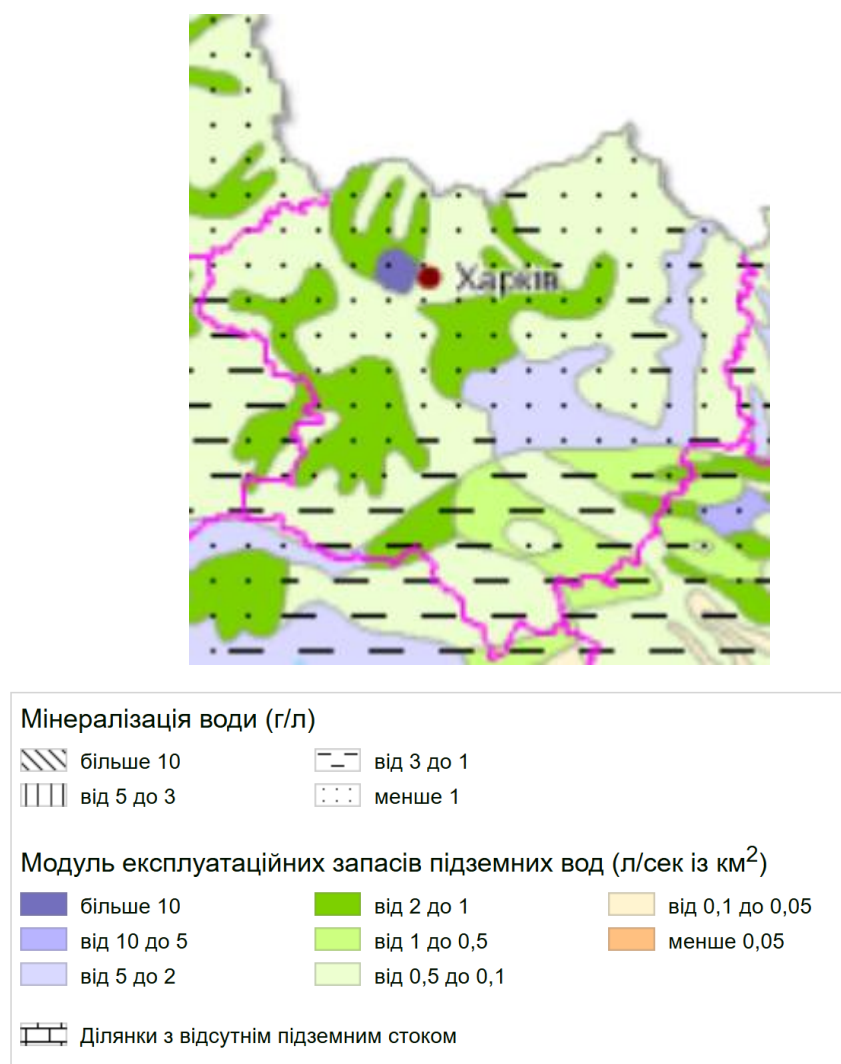 Харків
Мінералізація води (г/л)
більше 10
від 3 до 1
від 5 до 3
менше 1
Модуль експлуатаційних запасів підземних вод (л/сек із км²)
більше 10
від 2 до 1
від 0,1 до 0,05
від 10 до 5
від 1 до 0,5
менше 0,05
від 5 до 2
від 0,5 до 0,1
Ділянки з відсутнім підземним стоком